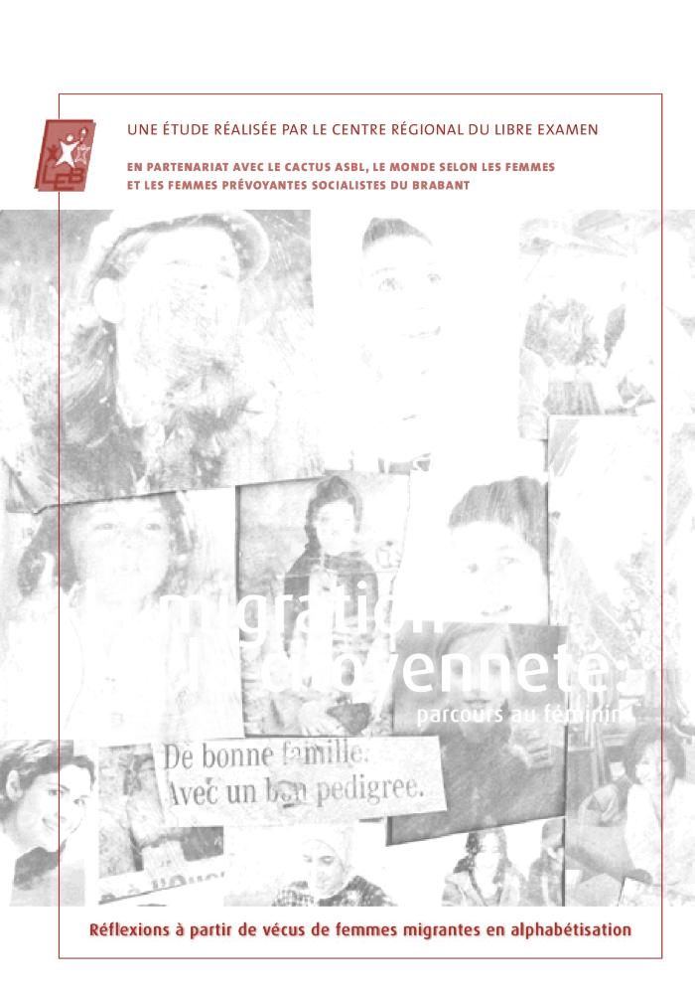 UNE ÉTUDE RÉALISÉE PAR LE CENTRE RÉGIONAL DU LIBRE EXAMEN
EN PARTENARIAT AVEC LE CACTUS ASBL, LE MONDE SELON LES FEMMES
ET LES FEMMES PRÉVOYANTES SOCIALISTES DU BRABANT
migration
citoyenneté:
parcours au féminin
De bonne famille.
Avec un bon pedigree.
Réflexions à partir de vécus de femmes migrantes en alphabétisation